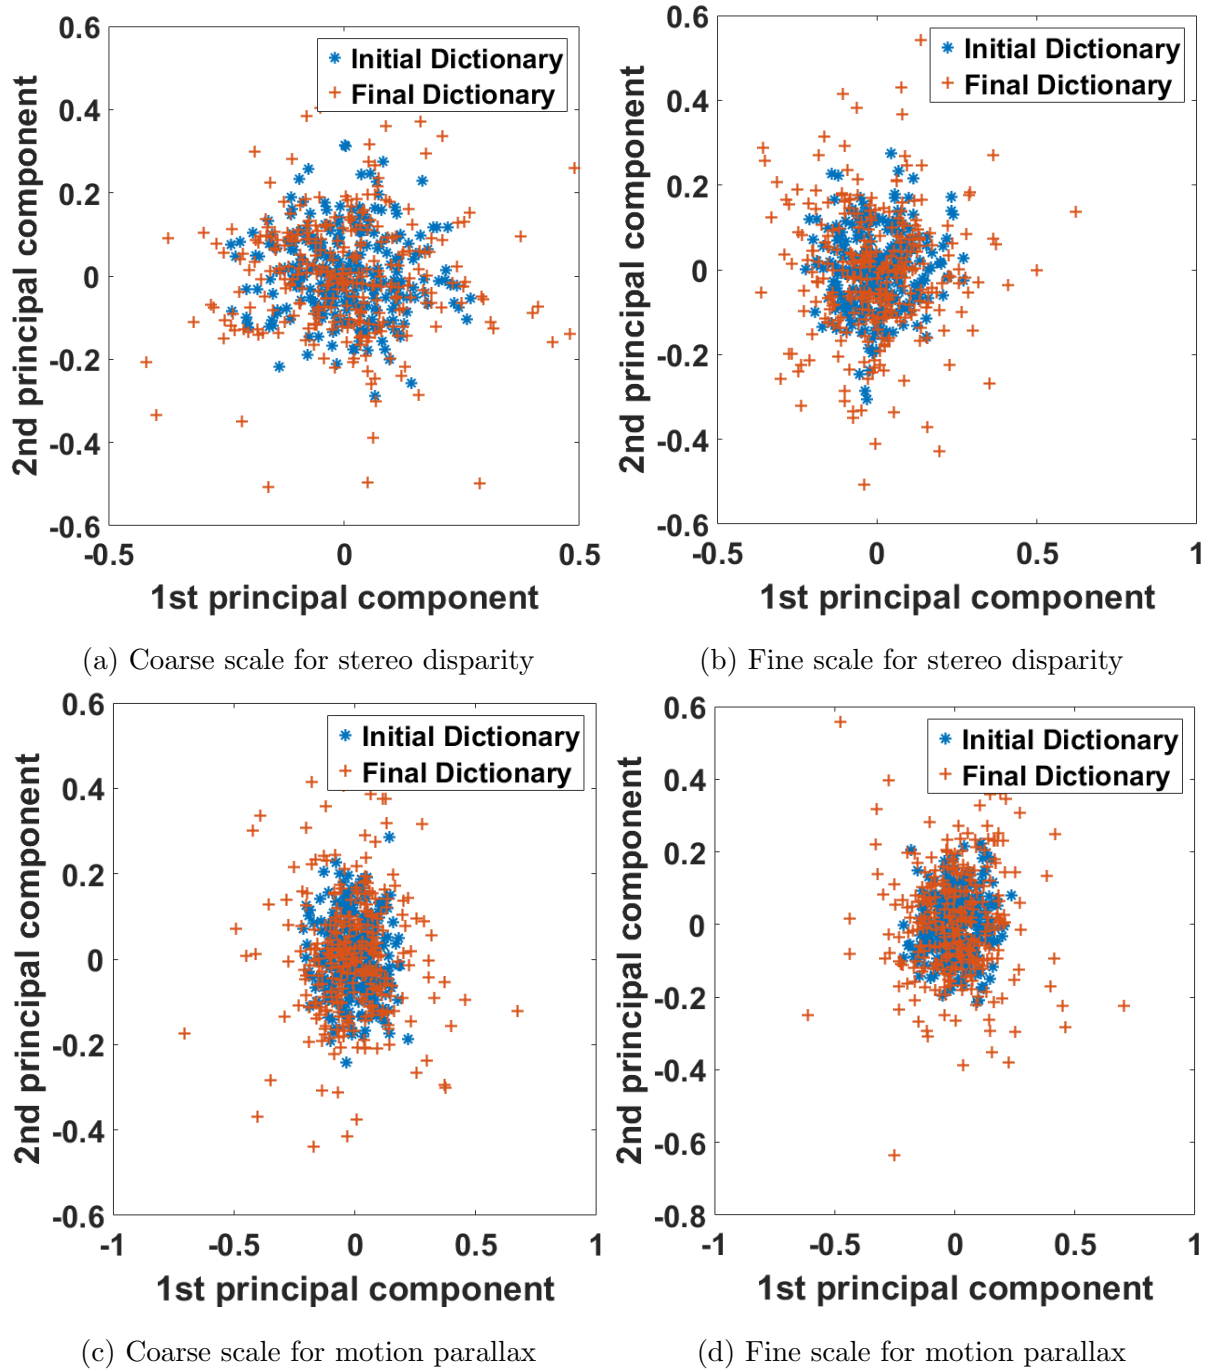 0.6
0.4
0.2
0
-0.2
-0.4
-0.6
2nd principal component
Initial Dictionary
Final Dictionary
-0.5
0
0.5
1st principal component
(a) Coarse scale for stereo disparity
0.6
0.4
0.2
0
-0.2
-0.4
-0.6
2nd principal component
Initial Dictionary
Final Dictionary
-0.5
0
0.5
1
1st principal component
(b) Fine scale for stereo disparity
0.6
0.4
0.2
0
-0.2
-0.4
-0.6
2nd principal component
Initial Dictionary
Final Dictionary
-1
-0.5
0
0.5
1
1st principal component
(c) Coarse scale for motion parallax
0.6
0.4
0.2
0
-0.2
-0.4
-0.6
-0.8
2nd principal component
Initial Dictionary
Final Dictionary
-1
-0.5
0
0.5
1
1st principal component
(d) Fine scale for motion parallax